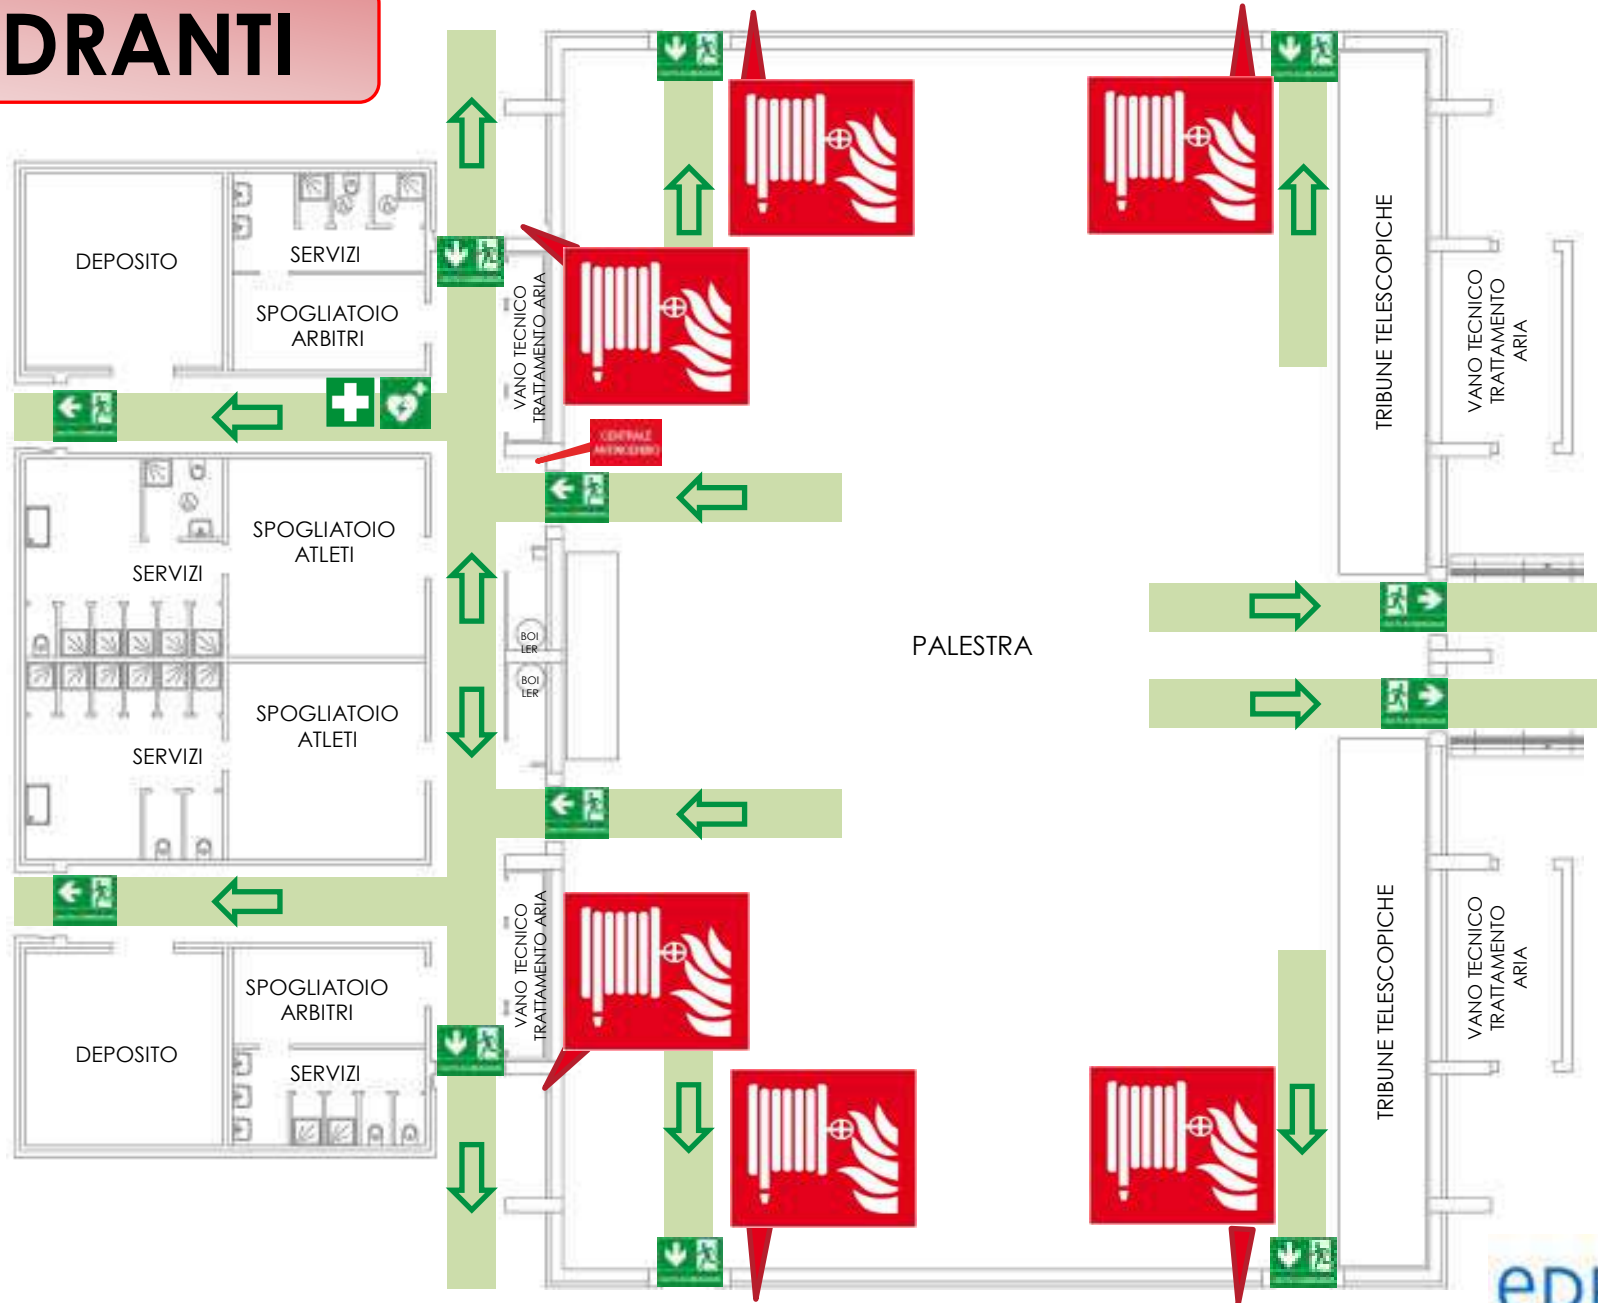 DRANTI
DEPOSITO
SERVIZI
SPOGLIATOIO
ARBITRI
VANO TECNICO
TRATTAMENTO ARIA
CENTRALE
ANTINCENDIO
SPOGLIATOIO
ATLETI
SERVIZI
BOI
LER
BOI
LER
SPOGLIATOIO
ATLETI
SERVIZI
PALESTRA
TRIBUNE TELESCOPICHE
VANO TECNICO
TRATTAMENTO
ARIA
SPOGLIATOIO
ARBITRI
DEPOSITO
SERVIZI
VANO TECNICO
TRATTAMENTO ARIA
TRIBUNE TELESCOPICHE
VANO TECNICO
TRATTAMENTO
ARIA